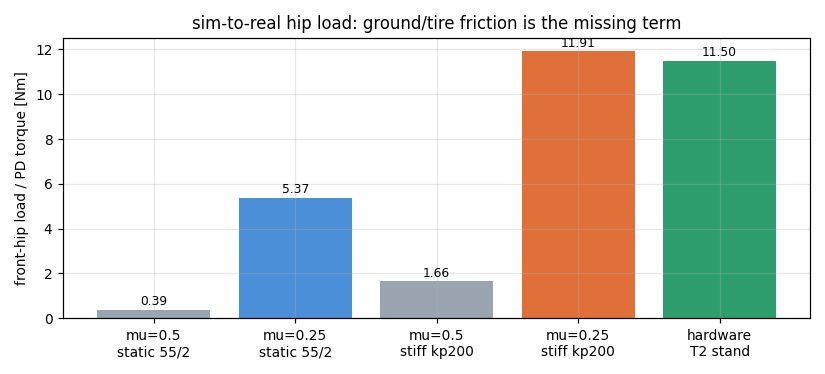 sim-to-real hip load: ground/tire friction is the missing term
front-hip load / PD torque [Nm]
12
10
8
6
4
2
0
0.39
5.37
1.66
11.91
11.50
mu=0.5
static 55/2
mu=0.25
static 55/2
mu=0.5
stiff kp200
mu=0.25
stiff kp200
hardware
T2 stand